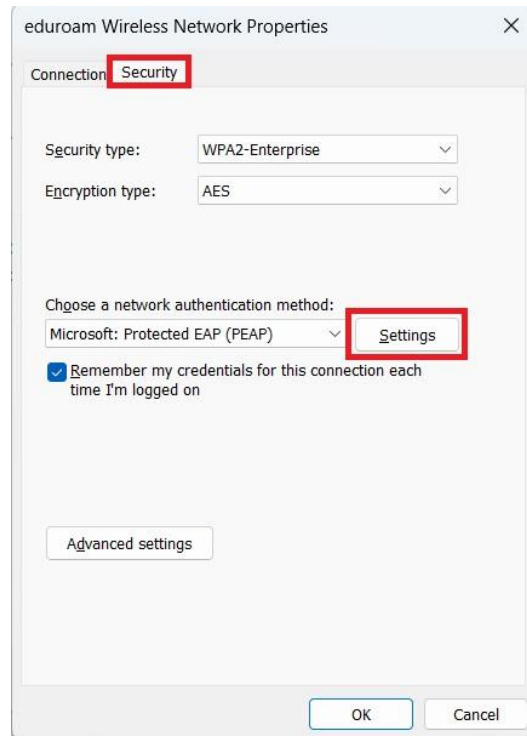 eduroam Wireless Network Properties
Connection Security
Security type: WPA2-Enterprise
Encryption type: AES
Choose a network authentication method:
Microsoft: Protected EAP (PEAP) Settings
Remember my credentials for this connection each
time I'm logged on
Advanced settings
OK Cancel